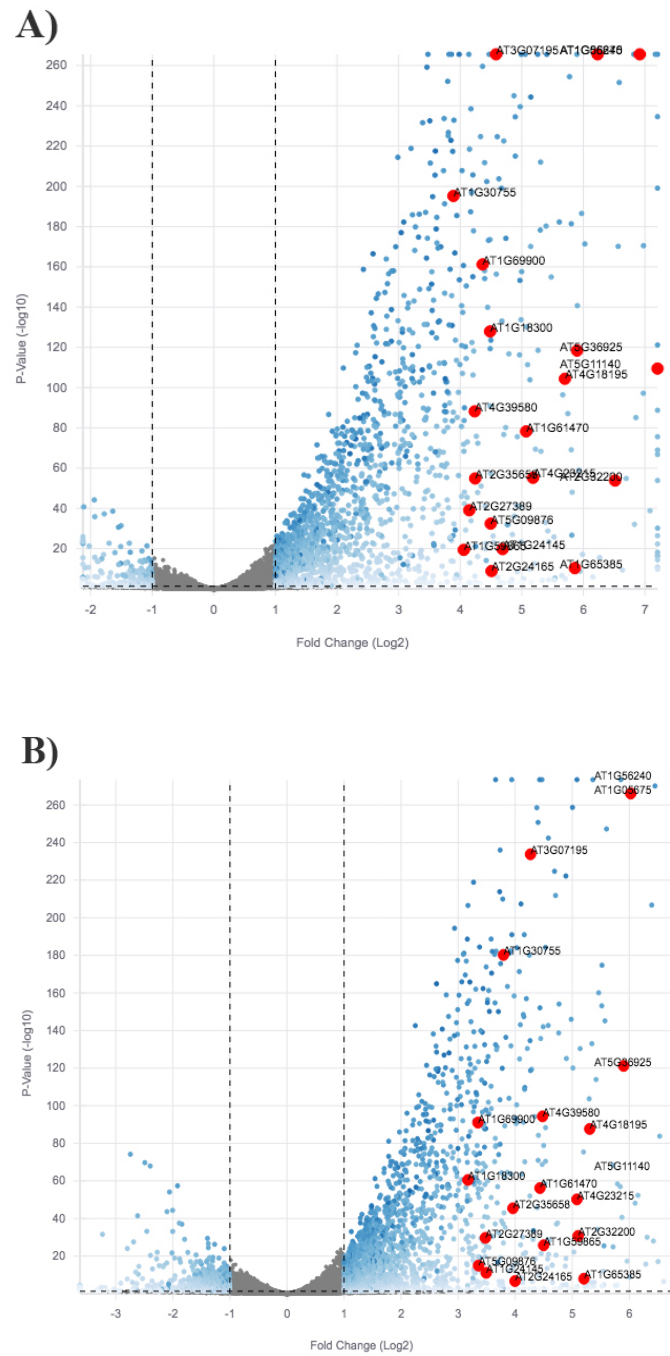 A)
260
AT3G07195
240
220
200
AT1G30755
180
160
AT1G69900
140
AT1G18300
120
AT5G36925
AT5G11140
100
AT4G18195
AT4G39580
80
AT1G61470
60
AT2G35658
AT4G23215
AT2G32200
40
AT2G27389
AT5G09876
20
AT1G59865
AT1G24145
AT2G24165
AT1G65385
P-Value (-log10)
-2 -1 0 1 2 3 4 5 6 7
Fold Change (Log2)
B)
AT1G56240
260
AT1G05675
240
AT3G07195
220
200
180
AT1G30755
160
140
120
AT5G36925
100
AT1G69900
AT4G39580
AT4G18195
80
AT5G11140
60
AT1G18300
AT1G61470
AT4G23215
AT2G35658
40
AT2G27389
AT2G32200
AT1G59865
20
AT5G09876
AT1G24145
AT2G24165
AT1G65385
P-Value (-log10)
-3 -2 -1 0 1 2 3 4 5 6
Fold Change (Log2)